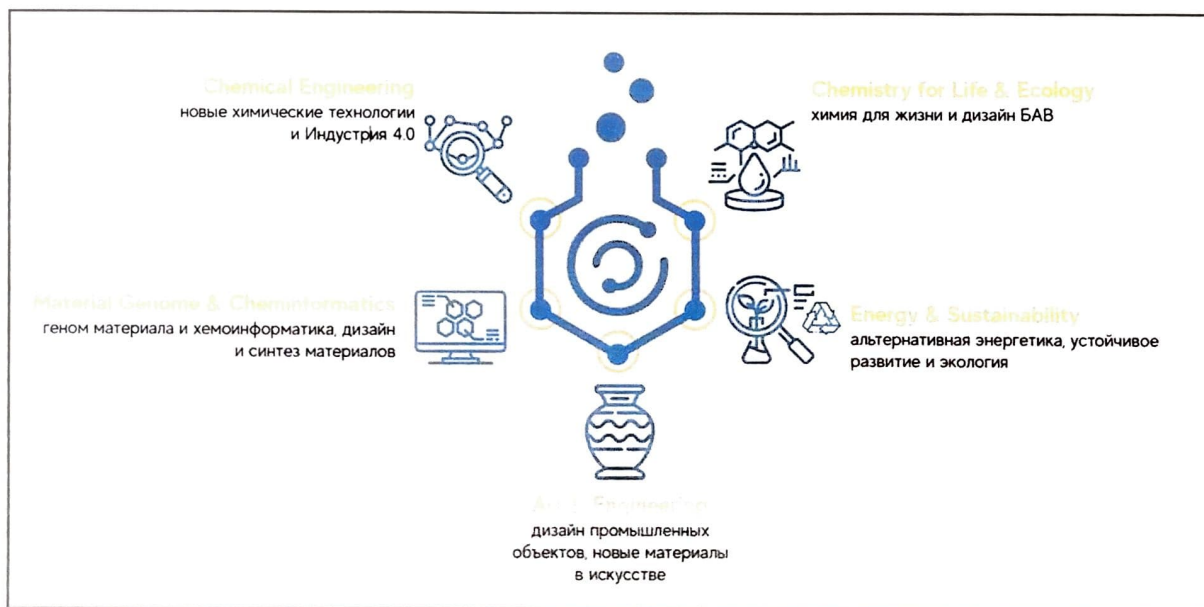 Chemical Engineering
новые химические технологии
и Индустрия 4.0
Chemistry for Life & Ecology
химия для жизни и дизайн БАВ
Material Genome & Cheminformatics
геном материала и хемоинформатика, дизайн
и синтез материалов
Energy & Sustainability
альтернативная энергетика, устойчивое
развитие и экология
Art & Engineering
дизайн промышленных
объектов, новые материалы
в искусстве